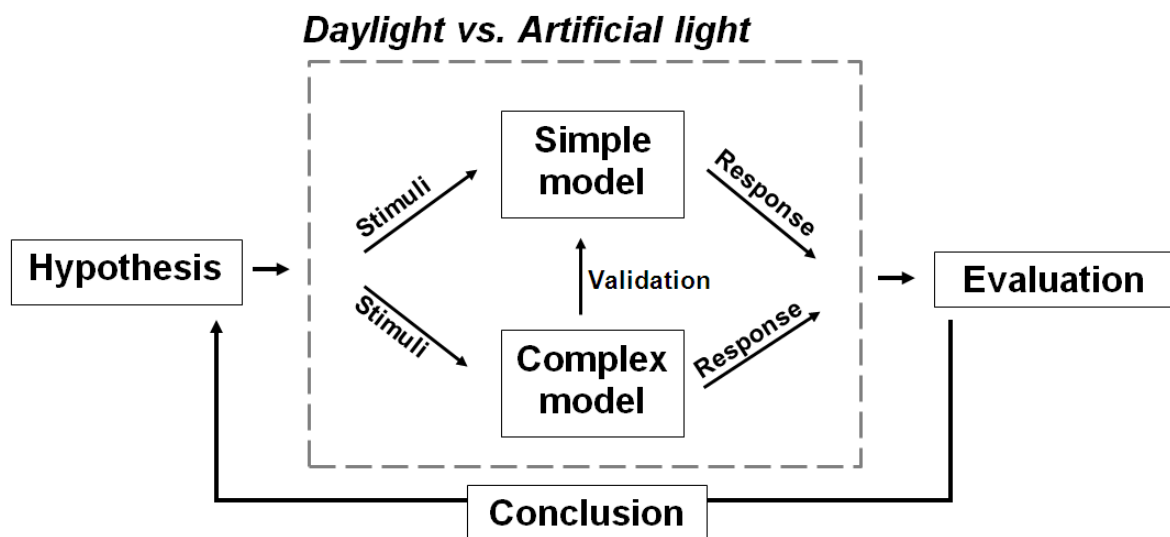 Daylight vs. Artificial light
Simple
model
Stimuli
Response
Hypothesis
Validation
Evaluation
Stimuli
Response
Complex
model
Conclusion